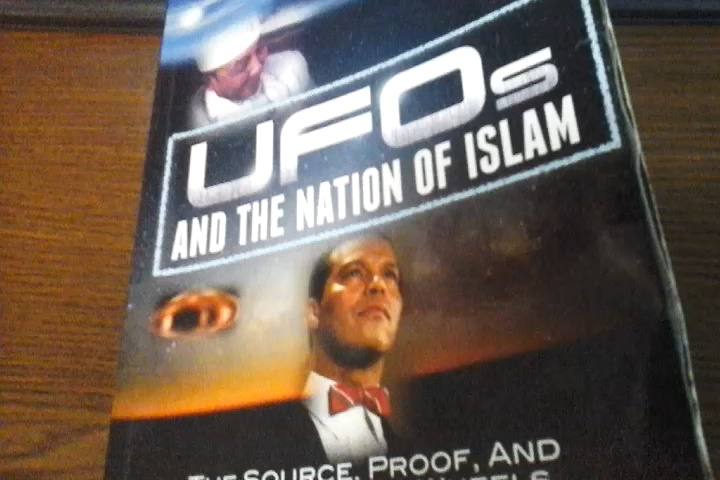 UFOs
AND THE NATION OF ISLAM
THE SOURCE, PROOF, AND